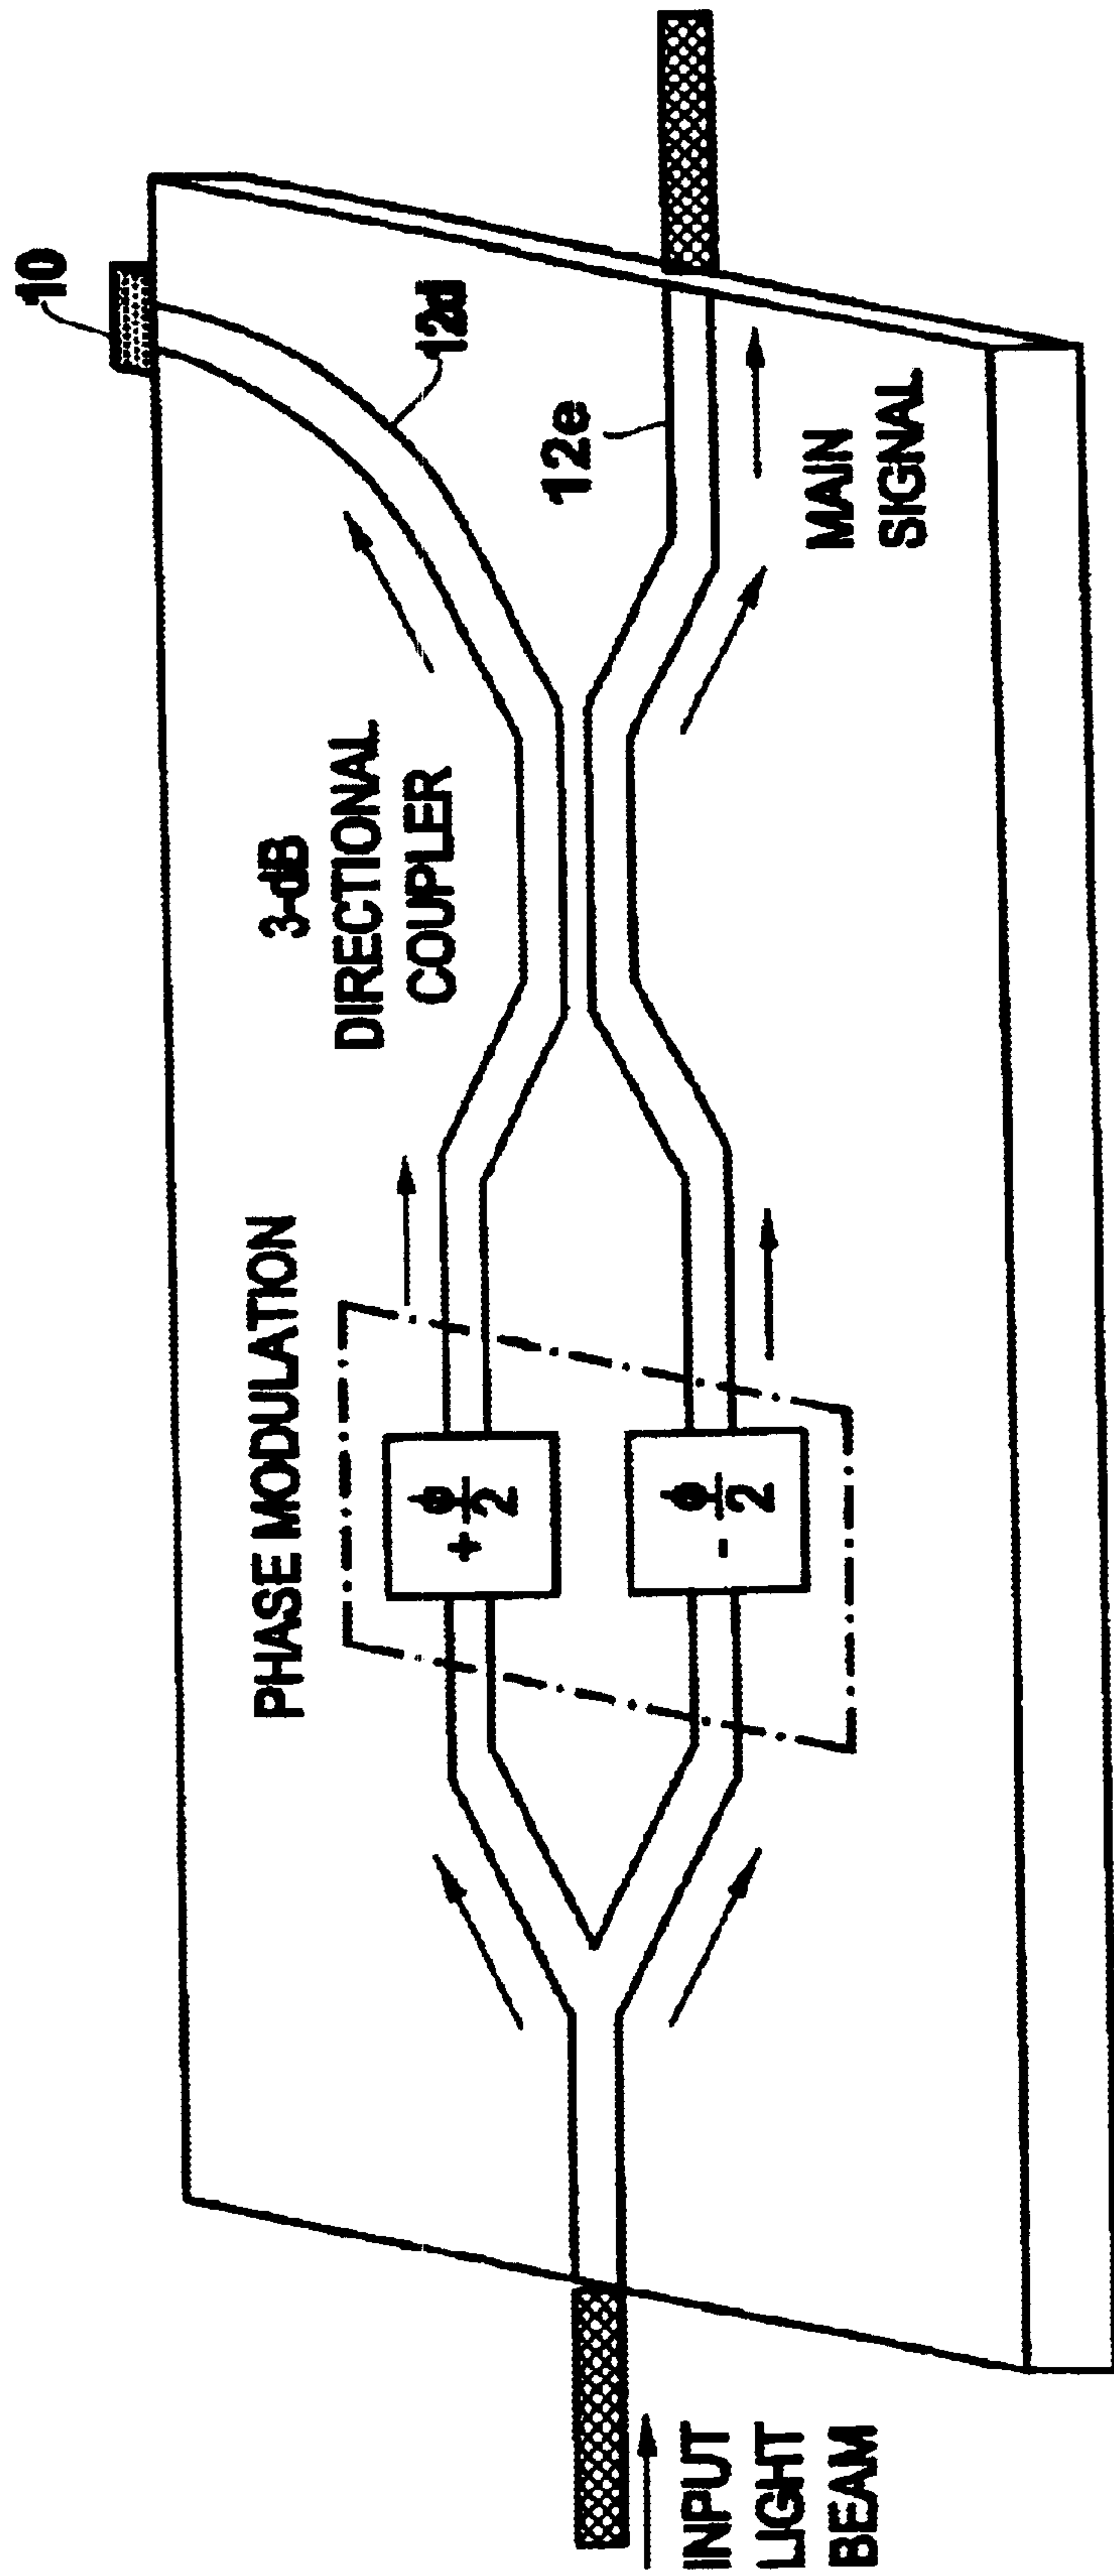 10
12d
12e
3-dB
DIRECTIONAL
COUPLER
PHASE MODULATION
+ ϕ/2
- ϕ/2
MAIN
SIGNAL
INPUT
LIGHT
BEAM